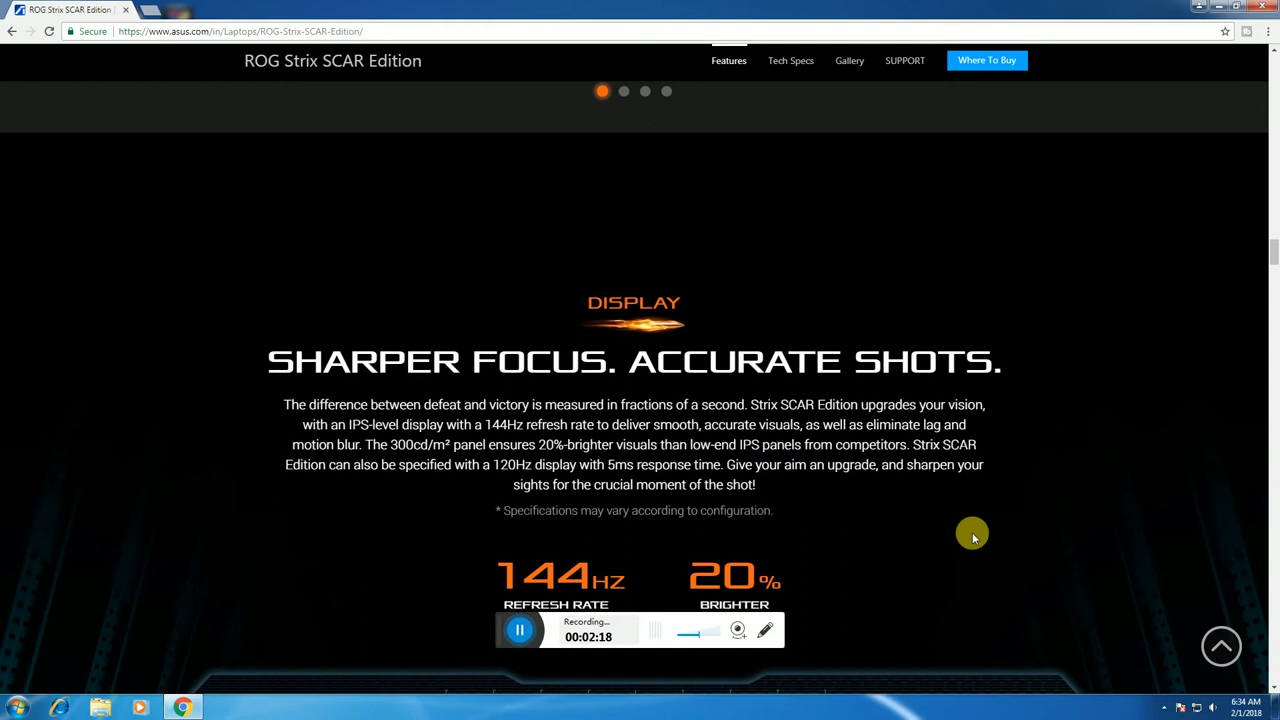 ROG Strix SCAR Edition
Secure https://www.asus.com/in/Laptops/ROG-Strix-SCAR-Edition/
ROG Strix SCAR Edition
Features Tech Specs Gallery SUPPORT Where To Buy
DISPLAY
SHARPER FOCUS. ACCURATE SHOTS.
The difference between defeat and victory is measured in fractions of a second. Strix SCAR Edition upgrades your vision,
with an IPS-level display with a 144Hz refresh rate to deliver smooth, accurate visuals, as well as eliminate lag and
motion blur. The 300cd/m² panel ensures 20%-brighter visuals than low-end IPS panels from competitors. Strix SCAR
Edition can also be specified with a 120Hz display with 5ms response time. Give your aim an upgrade, and sharpen your
sights for the crucial moment of the shot!
* Specifications may vary according to configuration.
144HZ 20%
REFRESH RATE BRIGHTER
Recording...
00:02:18
6:34 AM
2/1/2018